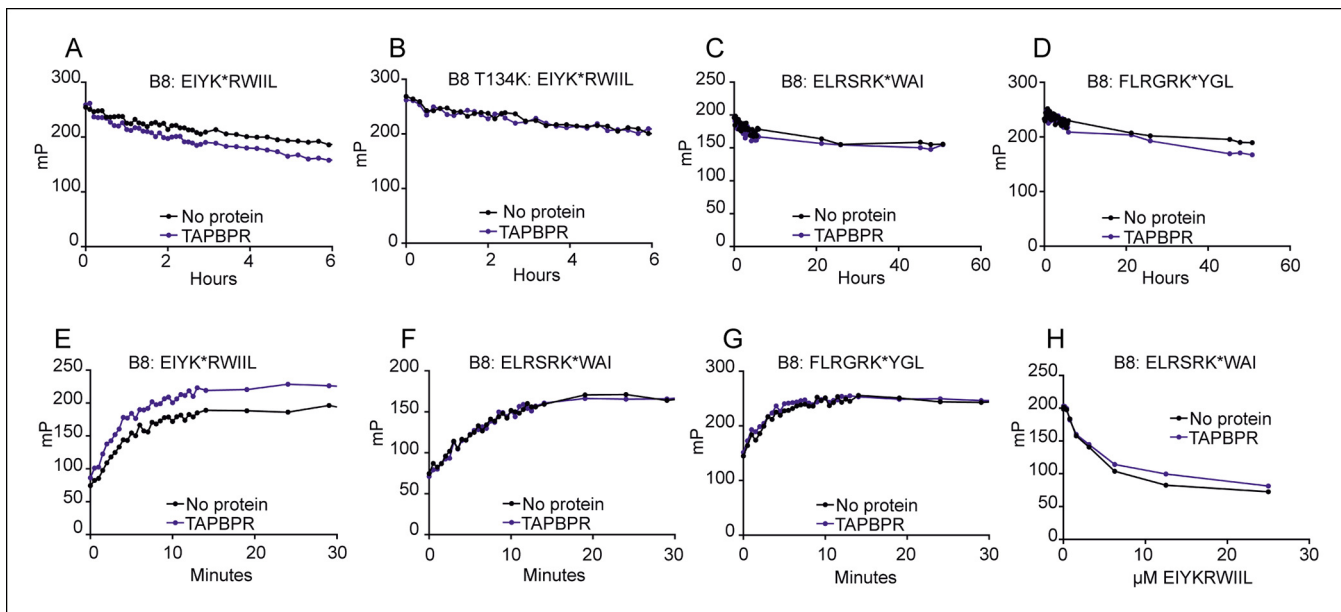 A
B8: EIYK*RWIIL
300
200
100
0
mP
No protein
TAPBPR
0 2 4 6
Hours
B
B8 T134K: EIYK*RWIIL
300
200
100
0
mP
No protein
TAPBPR
0 2 4 6
Hours
C
B8: ELRSRK*WAI
250
200
150
100
50
0
mP
No protein
TAPBPR
0 20 40 60
Hours
D
B8: FLRGRK*YGL
300
200
100
0
mP
No protein
TAPBPR
0 20 40 60
Hours
E
B8: EIYK*RWIIL
250
200
150
100
50
0
mP
No protein
TAPBPR
0 10 20 30
Minutes
F
B8: ELRSRK*WAI
200
150
100
50
0
mP
No protein
TAPBPR
0 10 20 30
Minutes
G
B8: FLRGRK*YGL
300
200
100
0
mP
No protein
TAPBPR
0 10 20 30
Minutes
H
B8: ELRSRK*WAI
250
200
150
100
50
0
mP
No protein
TAPBPR
0 10 20 30
µM EIYKRWIIL